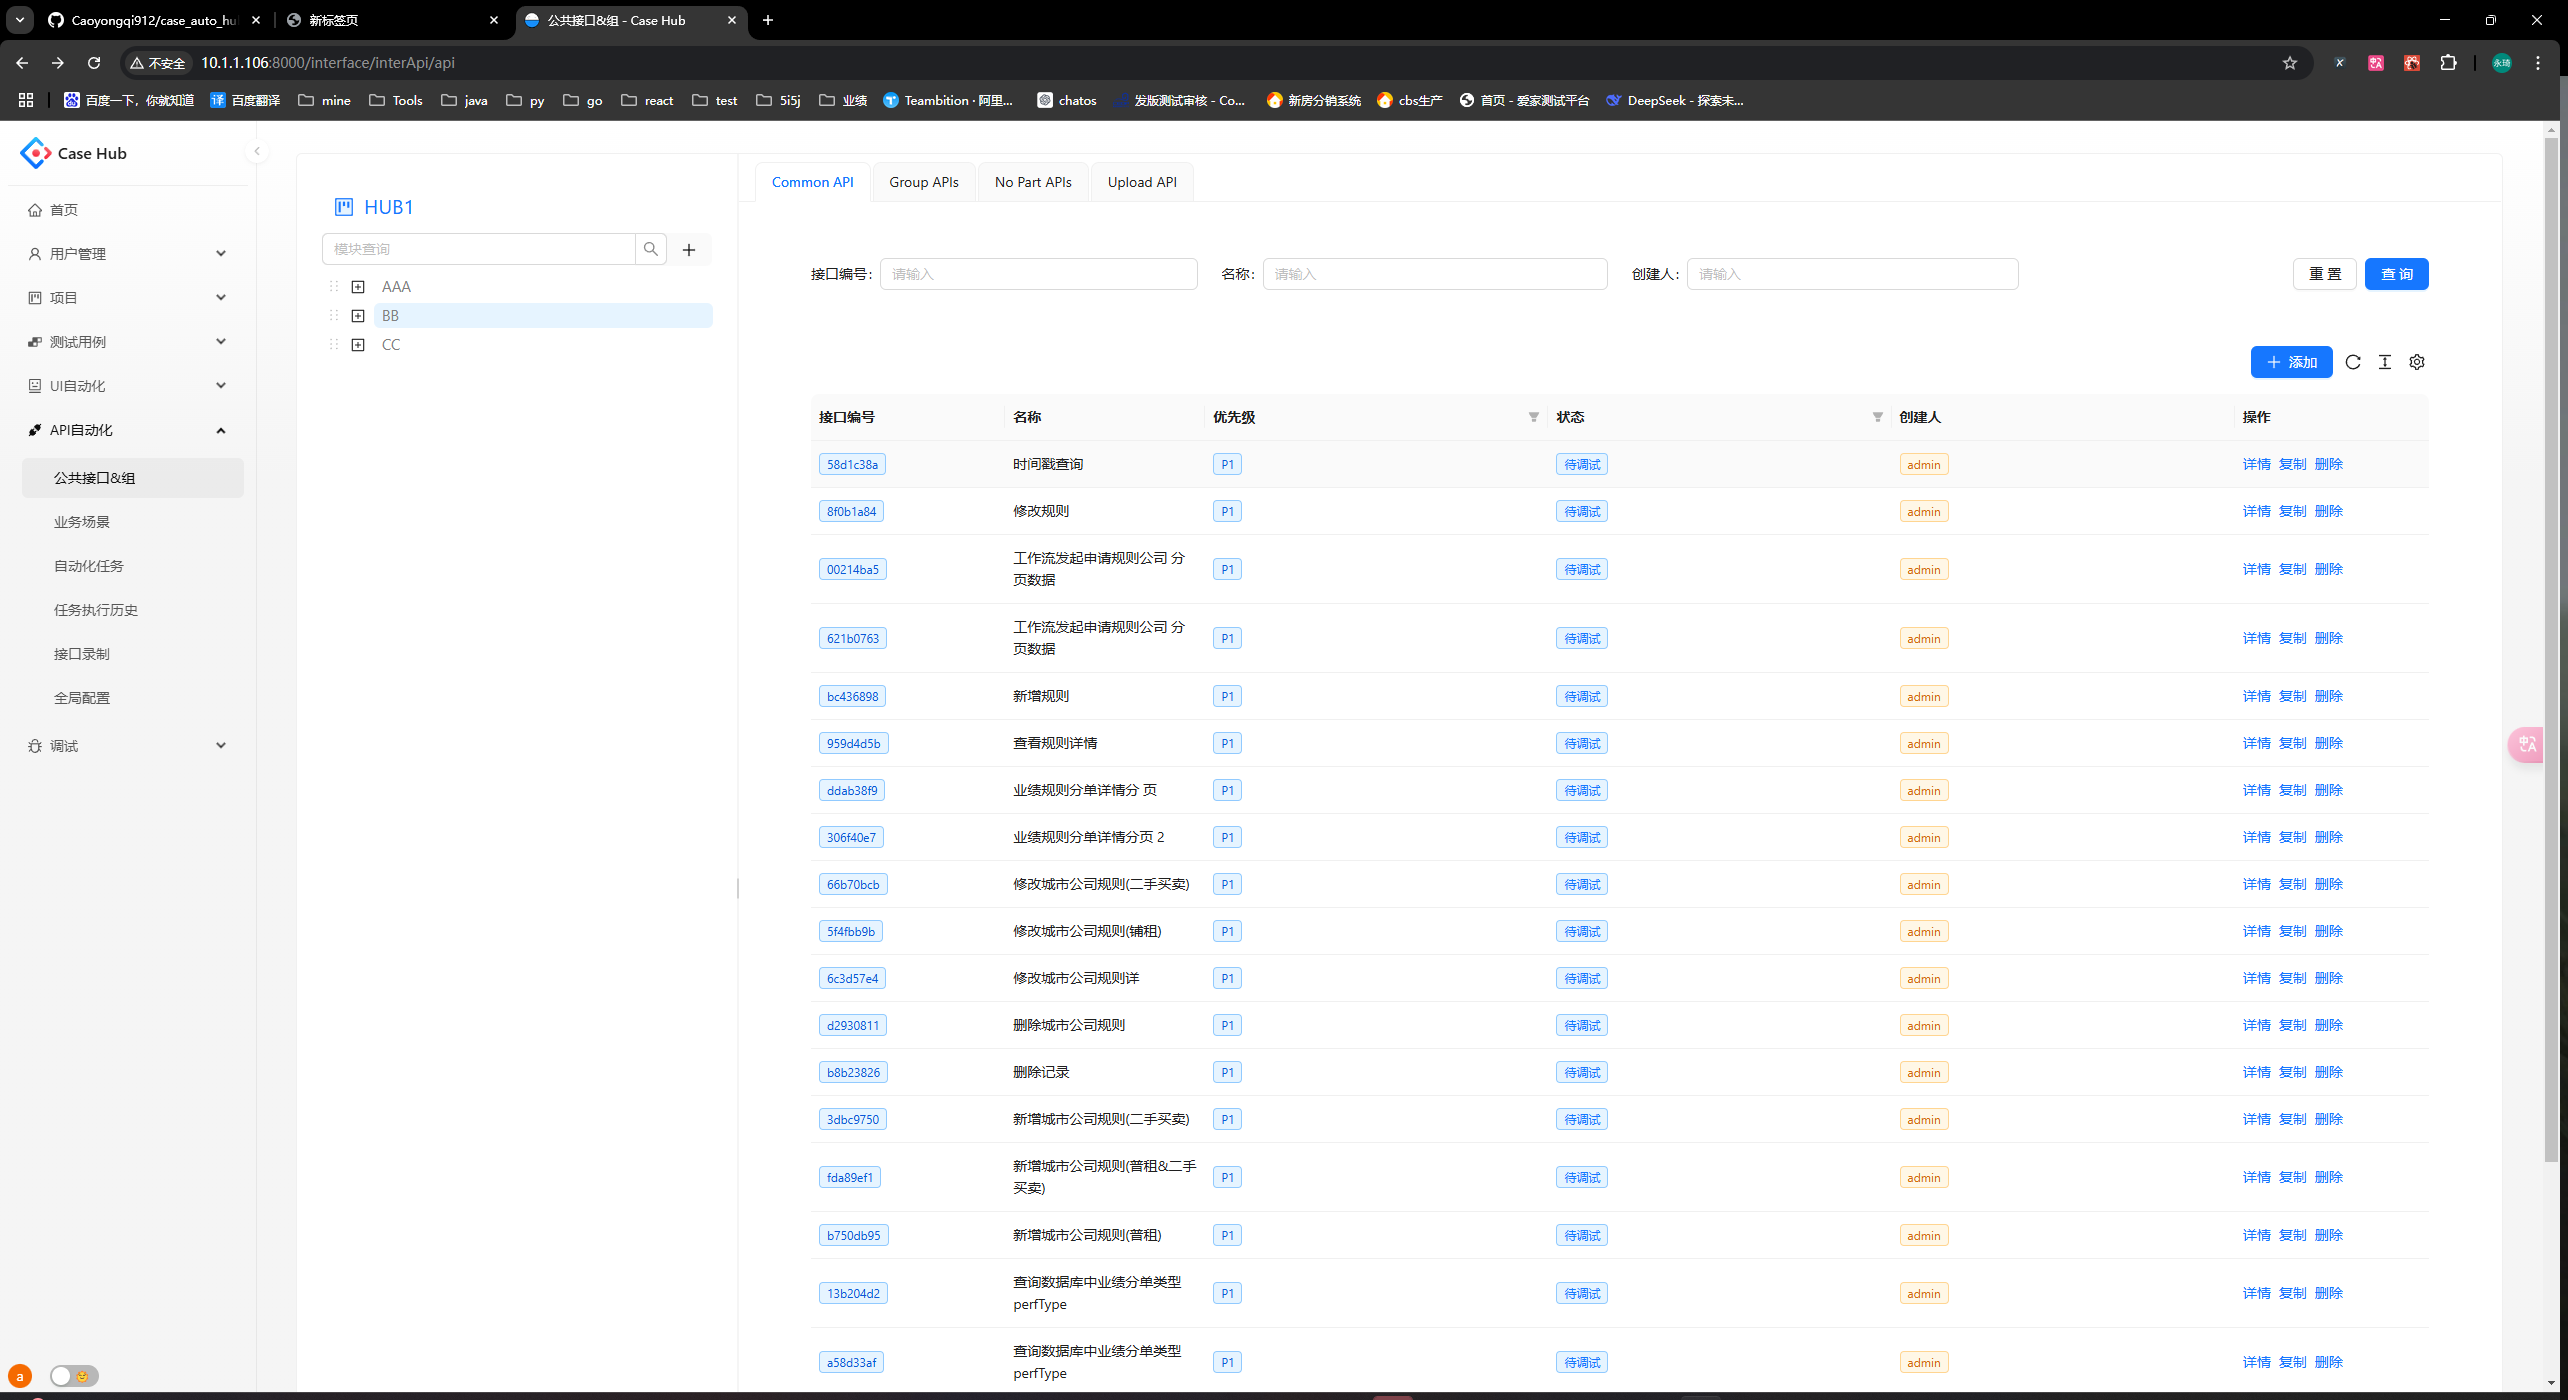 Caoyongqi912/case_auto_hu
新标签页
公共接口&组 - Case Hub
不安全
10.1.1.106:8000/interface/interApi/api
永琦
百度一下，你就知道
译 百度翻译
mine
Tools
java
py
go
react
test
5i5j
业绩
Teambition · 阿里...
chatos
发版测试审核 - Co...
新房分销系统
cbs生产
首页 - 爱家测试平台
DeepSeek - 探索未...
Case Hub
首页
用户管理
项目
测试用例
UI自动化
API自动化
公共接口&组
业务场景
自动化任务
任务执行历史
接口录制
全局配置
调试
a
HUB1
模块查询
AAA
BB
CC
Common API
Group APIs
No Part APIs
Upload API
接口编号: 请输入
名称: 请输入
创建人: 请输入
重 置
查 询
添加
接口编号 名称 优先级 状态 创建人 操作
58d1c38a 时间戳查询 P1 待调试 admin 详情 复制 删除
8f0b1a84 修改规则 P1 待调试 admin 详情 复制 删除
00214ba5 工作流发起申请规则公司 分 P1 待调试 admin 详情 复制 删除
页数据
621b0763 工作流发起申请规则公司 分 P1 待调试 admin 详情 复制 删除
页数据
bc436898 新增规则 P1 待调试 admin 详情 复制 删除
959d4d5b 查看规则详情 P1 待调试 admin 详情 复制 删除
ddab38f9 业绩规则分单详情分 页 P1 待调试 admin 详情 复制 删除
306f40e7 业绩规则分单详情分页 2 P1 待调试 admin 详情 复制 删除
66b70bcb 修改城市公司规则(二手买卖) P1 待调试 admin 详情 复制 删除
5f4fbb9b 修改城市公司规则(铺租) P1 待调试 admin 详情 复制 删除
6c3d57e4 修改城市公司规则详 P1 待调试 admin 详情 复制 删除
d2930811 删除城市公司规则 P1 待调试 admin 详情 复制 删除
b8b23826 删除记录 P1 待调试 admin 详情 复制 删除
3dbc9750 新增城市公司规则(二手买卖) P1 待调试 admin 详情 复制 删除
fda89ef1 新增城市公司规则(普租&二手 P1 待调试 admin 详情 复制 删除
买卖)
b750db95 新增城市公司规则(普租) P1 待调试 admin 详情 复制 删除
13b204d2 查询数据库中业绩分单类型 P1 待调试 admin 详情 复制 删除
perfType
a58d33af 查询数据库中业绩分单类型 P1 待调试 admin 详情 复制 删除
perfType